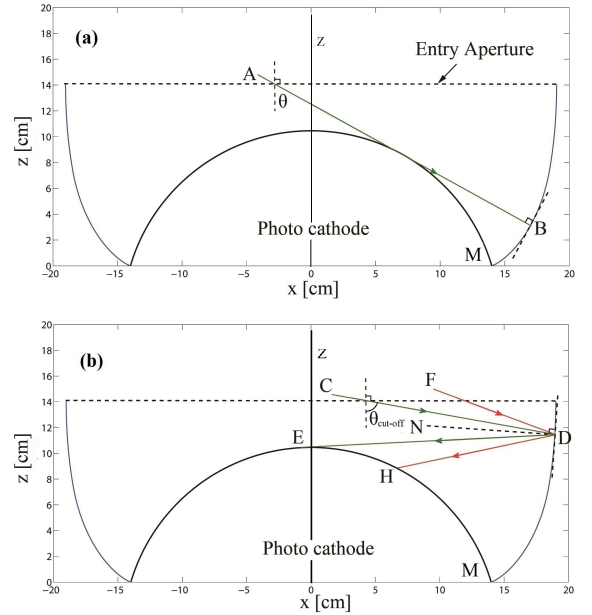 (a)
z
Entry Aperture
A
θ
B
M
Photo cathode
z [cm]
20
18
16
14
12
10
8
6
4
2
0
−20
−15
−10
−5
0
5
10
15
20
x [cm]
(b)
z
C
F
θcut-off
N
D
E
H
M
Photo cathode
z [cm]
20
18
16
14
12
10
8
6
4
2
0
−20
−15
−10
−5
0
5
10
15
20
x [cm]